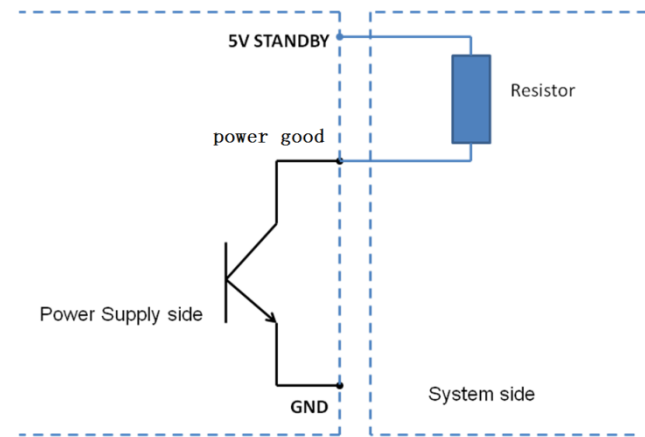 5V STANDBY
Resistor
power good
Power Supply side
System side
GND